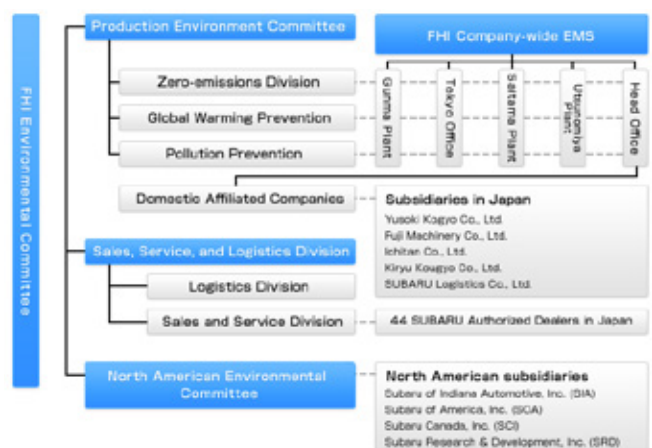 FHI Environmental Committee
Production Environment Committee
FHI Company-wide EMS
Zero-emissions Division
Global Warming Prevention
Pollution Prevention
Gunma Plant
Tokyo Office
Saitama Plant
Utsunomiya
Plant
Head Office
Domestic Affiliated Companies
Subsidiaries in Japan
Yusoki Kogyo Co., Ltd.
Fuji Machinery Co., Ltd.
Ichitan Co., Ltd.
Kiryu Kougyo Co., Ltd.
SUBARU Logistics Co., Ltd.
Sales, Service, and Logistics Division
Logistics Division
Sales and Service Division
44 SUBARU Authorized Dealers in Japan
North American Environmental
Committee
North American subsidiaries
Subaru of Indiana Automotive, Inc. (SIA)
Subaru of America, Inc. (SOA)
Subaru Canada, Inc. (SCI)
Subaru Research & Development, Inc. (SRD)